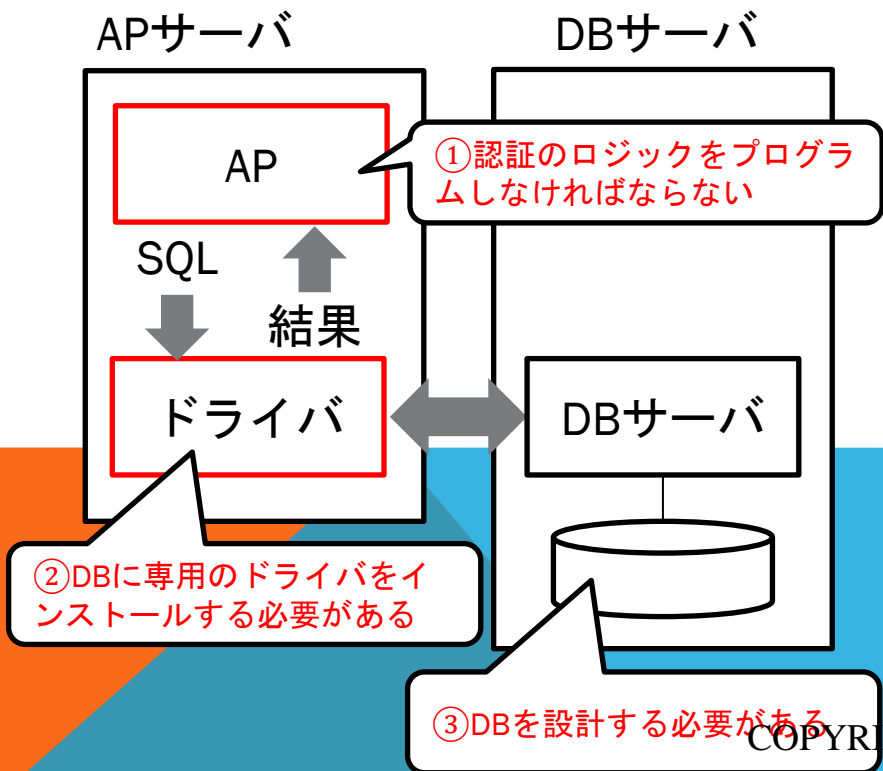 APサーバ
DBサーバ
AP
①認証のロジックをプログラ
ムしなければならない
SQL
結果
ドライバ
DBサーバ
②DBに専用のドライバをイ
ンストールする必要がある
③DBを設計する必要がある
COPYRI